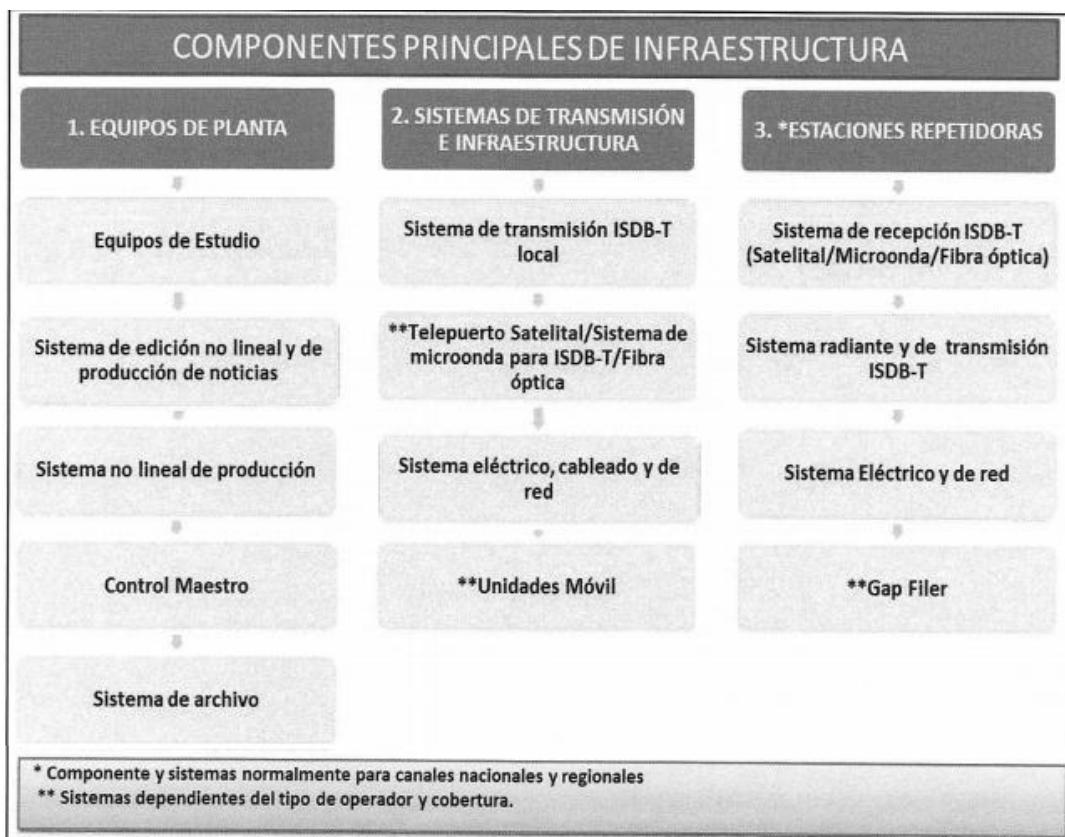 COMPONENTES PRINCIPALES DE INFRAESTRUCTURA
1. EQUIPOS DE PLANTA
Equipos de Estudio
Sistema de edición no lineal y de
producción de noticias
Sistema no lineal de producción
Control Maestro
Sistema de archivo
2. SISTEMAS DE TRANSMISIÓN
E INFRAESTRUCTURA
Sistema de transmisión ISDB-T
local
**Telepuerto Satelital/Sistema de
microonda para ISDB-T/Fibra
óptica
Sistema eléctrico, cableado y de
red
**Unidades Móvil
3. *ESTACIONES REPETIDORAS
Sistema de recepción ISDB-T
(Satelital/Microonda/Fibra óptica)
Sistema radiante y de transmisión
ISDB-T
Sistema Eléctrico y de red
**Gap Filer
* Componente y sistemas normalmente para canales nacionales y regionales
** Sistemas dependientes del tipo de operador y cobertura.